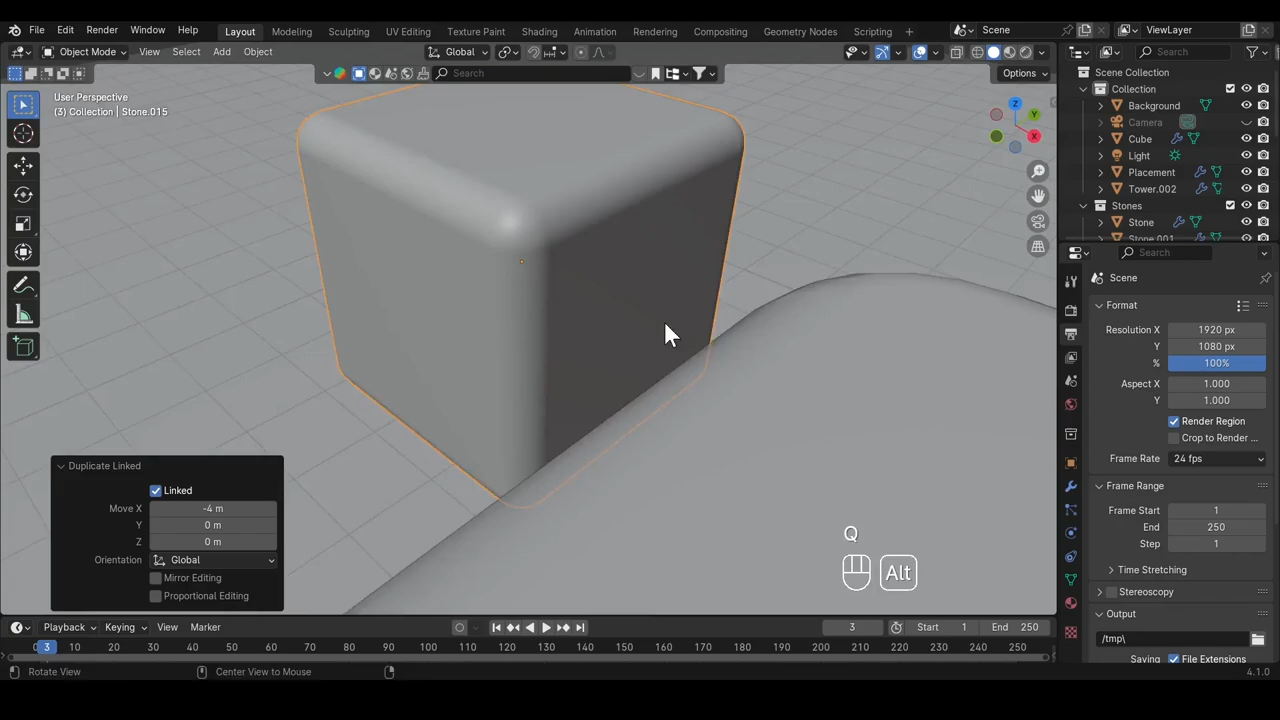 File Edit Render Window Help Layout Modeling Sculpting UV Editing Texture Paint Shading Animation Rendering Compositing Geometry Nodes Scripting Scene ViewLayer
Object Mode View Select Add Object Global Search
Search Options
User Perspective
(3) Collection | Stone.015
Z
Y
X
Scene Collection
Collection
Background
Camera
Cube
Light
Placement
Tower.002
Stones
Stone
Stone.001
Search
Scene
Format
Resolution X 1920 px
Y 1080 px
% 100%
Aspect X 1.000
Y 1.000
Render Region
Crop to Render ...
Frame Rate 24 fps
Frame Range
Frame Start 1
End 250
Step 1
Time Stretching
Stereoscopy
Output
/tmp\
Saving File Extensions
Duplicate Linked
Linked
Move X -4 m
Y 0 m
Z 0 m
Orientation Global
Mirror Editing
Proportional Editing
Q
Alt
Playback Keying View Marker 3 Start 1 End 250
0 3 10 20 30 40 50 60 70 80 90 100 110 120 130 140 150 160 170 180 190 200 210 220 230 240 250
Rotate View Center View to Mouse 4.1.0